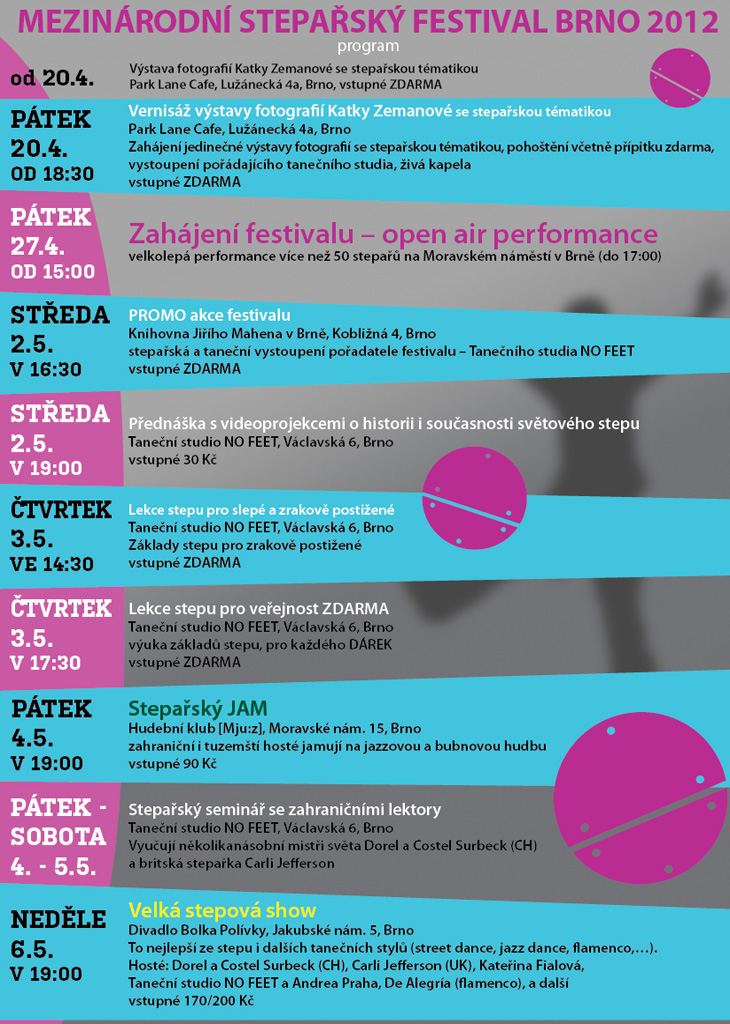 MEZINÁRODNÍ STEPAŘSKÝ FESTIVAL BRNO 2012
program
od 20.4.
Výstava fotografií Katky Zemanové se stepařskou tématikou
Park Lane Cafe, Lužánecká 4a, Brno, vstupné ZDARMA
PÁTEK
20.4.
OD 18:30
Vernisáž výstavy fotografií Katky Zemanové se stepařskou tématikou
Park Lane Cafe, Lužánecká 4a, Brno
Zahájení jedinečné výstavy fotografií se stepařskou tématikou, pohoštění včetně přípitku zdarma,
vystoupení pořádajícího tanečního studia, živá kapela
vstupné ZDARMA
PÁTEK
27.4.
OD 15:00
Zahájení festivalu – open air performance
velkolepá performance více než 50 stepařů na Moravském náměstí v Brně (do 17:00)
STŘEDA
2.5.
V 16:30
PROMO akce festivalu
Knihovna Jiřího Mahena v Brně, Kobližná 4, Brno
stepařská a taneční vystoupení pořadatele festivalu – Tanečního studia NO FEET
vstupné ZDARMA
STŘEDA
2.5.
V 19:00
Přednáška s videoprojekcemi o historii i současnosti světového stepu
Taneční studio NO FEET, Václavská 6, Brno
vstupné 30 Kč
ČTVRTEK
3.5.
VE 14:30
Lekce stepu pro slepé a zrakově postižené
Taneční studio NO FEET, Václavská 6, Brno
Základy stepu pro zrakově postižené
vstupné ZDARMA
ČTVRTEK
3.5.
V 17:30
Lekce stepu pro veřejnost ZDARMA
Taneční studio NO FEET, Václavská 6, Brno
výuka základů stepu, pro každého DÁREK
vstupné ZDARMA
PÁTEK
4.5.
V 19:00
Stepařský JAM
Hudební klub [Mju:z], Moravské nám. 15, Brno
zahraniční i tuzemští hosté jamují na jazzovou a bubnovou hudbu
vstupné 90 Kč
PÁTEK -
SOBOTA
4. - 5.5.
Stepařský seminář se zahraničními lektory
Taneční studio NO FEET, Václavská 6, Brno
Vyučují několikanásobní mistři světa Dorel a Costel Surbeck (CH)
a britská stepařka Carli Jefferson
NEDĚLE
6.5.
V 19:00
Velká stepová show
Divadlo Bolka Polívky, Jakubské nám. 5, Brno
To nejlepší ze stepu i dalších tanečních stylů (street dance, jazz dance, flamenco,…).
Hosté: Dorel a Costel Surbeck (CH), Carli Jefferson (UK), Kateřina Fialová,
Taneční studio NO FEET a Andrea Praha, De Alegría (flamenco), a další
vstupné 170/200 Kč